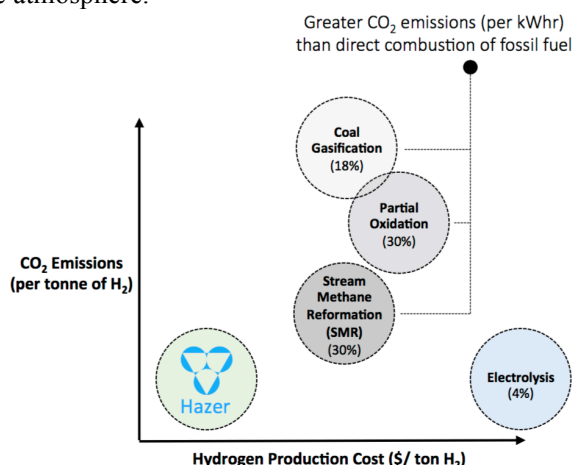 e atmosphere.
Greater CO₂ emissions (per kWhr)
than direct combustion of fossil fuel
Coal
Gasification
(18%)
Partial
Oxidation
(30%)
CO₂ Emissions
(per tonne of H₂)
Stream
Methane
Reformation
(SMR)
(30%)
Hazer
Electrolysis
(4%)
Hydrogen Production Cost ($/ ton H₂)